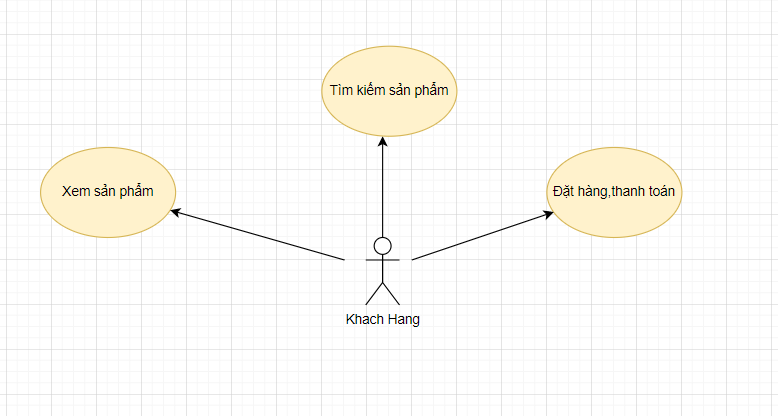 Tìm kiếm sản phẩm
Xem sản phẩm
Đặt hàng,thanh toán
Khach Hang